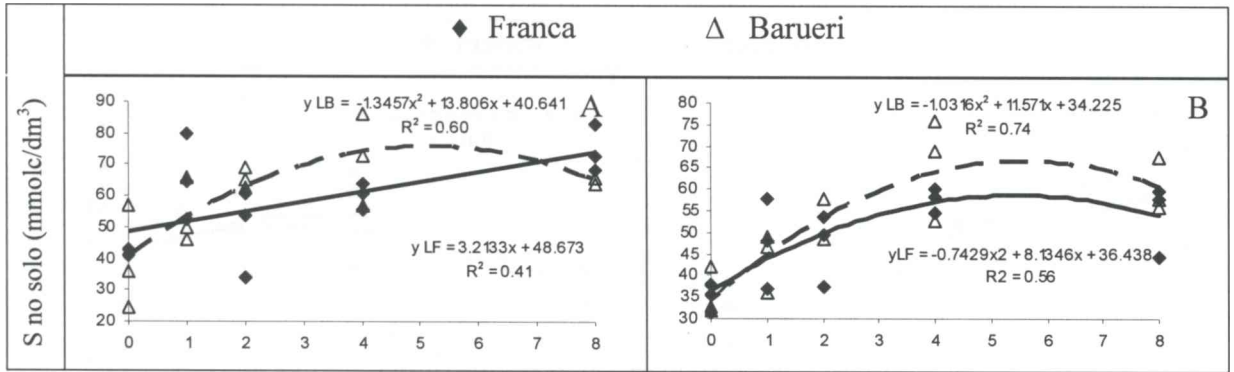 ♦ Franca Δ Barueri
S no solo (mmolc/dm³)
A
y LB = -1.3457x² + 13.806x + 40.641
R² = 0.60
y LF = 3.2133x + 48.673
R² = 0.41
90
80
70
60
50
40
30
20
0 1 2 3 4 5 6 7 8
B
y LB = -1.0316x² + 11.571x + 34.225
R² = 0.74
yLF = -0.7429x2 + 8.1346x + 36.438
R2 = 0.56
80
75
70
65
60
55
50
45
40
35
30
0 1 2 3 4 5 6 7 8